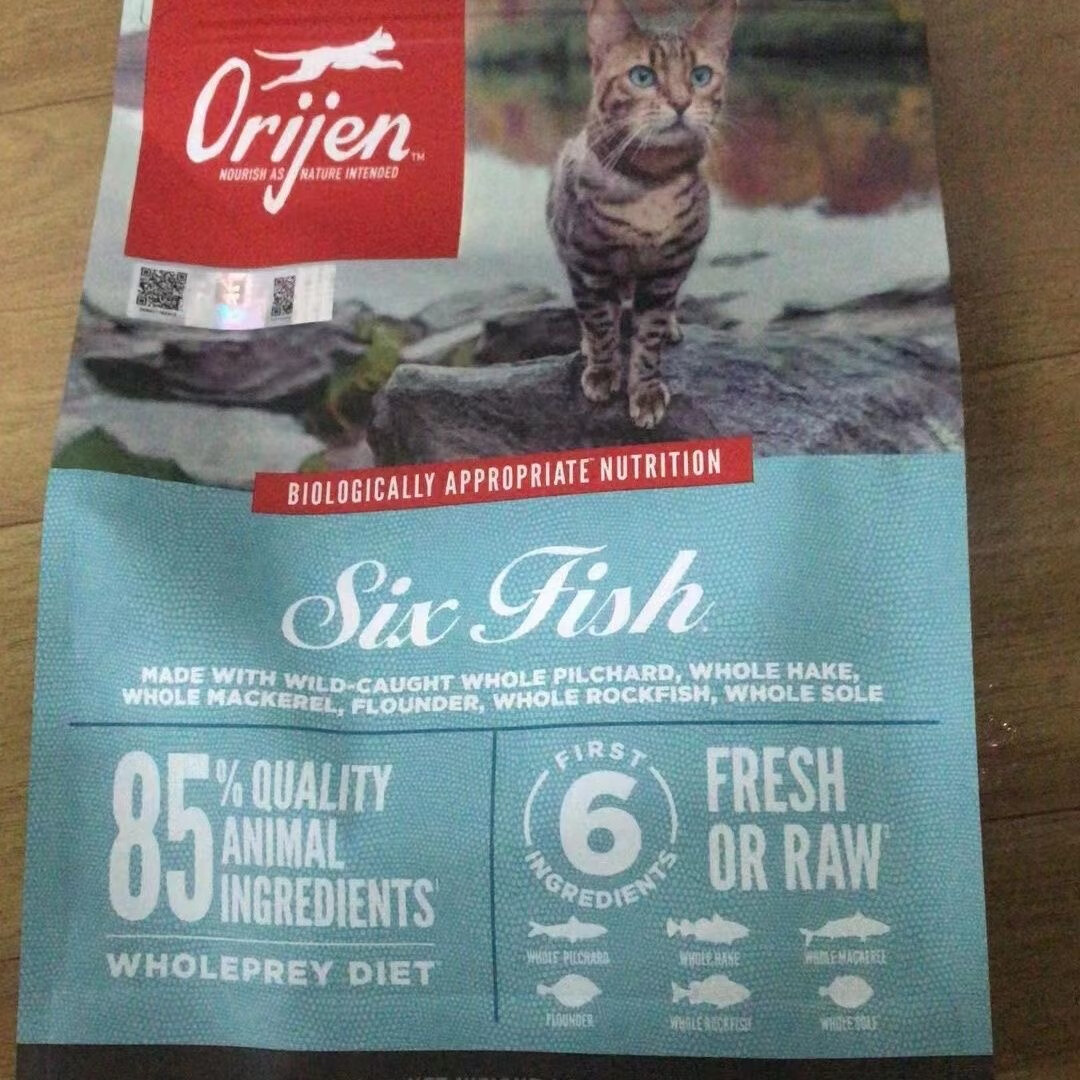 Orijen™
NOURISH AS NATURE INTENDED
BIOLOGICALLY APPROPRIATE™ NUTRITION
Six Fish
MADE WITH WILD-CAUGHT WHOLE PILCHARD, WHOLE HAKE,
WHOLE MACKEREL, FLOUNDER, WHOLE ROCKFISH, WHOLE SOLE
85% QUALITY
ANIMAL
INGREDIENTS
WHOLEPREY DIET
FIRST
6
INGREDIENTS
FRESH
OR RAW
WHOLE PILCHARD
WHOLE HAKE
WHOLE MACKEREL
FLOUNDER
WHOLE ROCKFISH
WHOLE SOLE